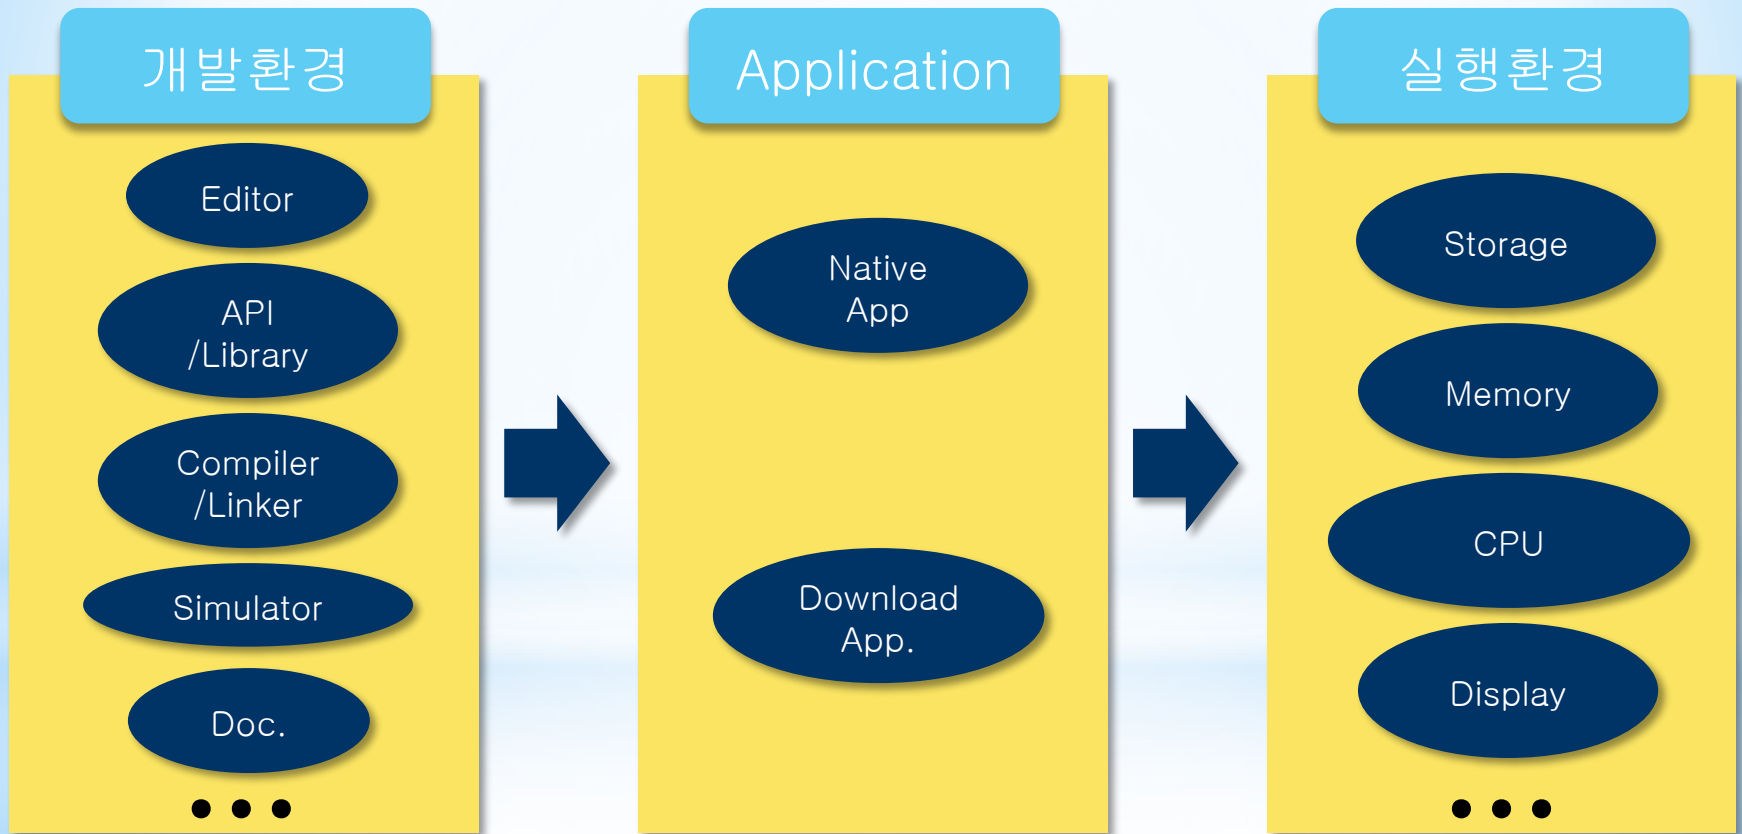 개발환경
Editor
API
/Library
Compiler
/Linker
Simulator
Doc.
Application
Native
App
Download
App.
실행환경
Storage
Memory
CPU
Display